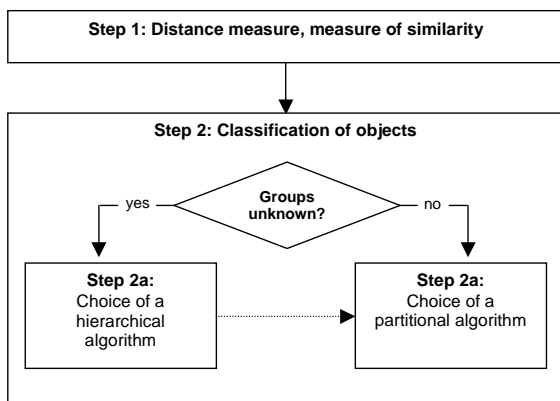 Step 1: Distance measure, measure of similarity
Step 2: Classification of objects
Groups
unknown?
yes
no
Step 2a:
Choice of a
hierarchical
algorithm
Step 2a:
Choice of a
partitional algorithm